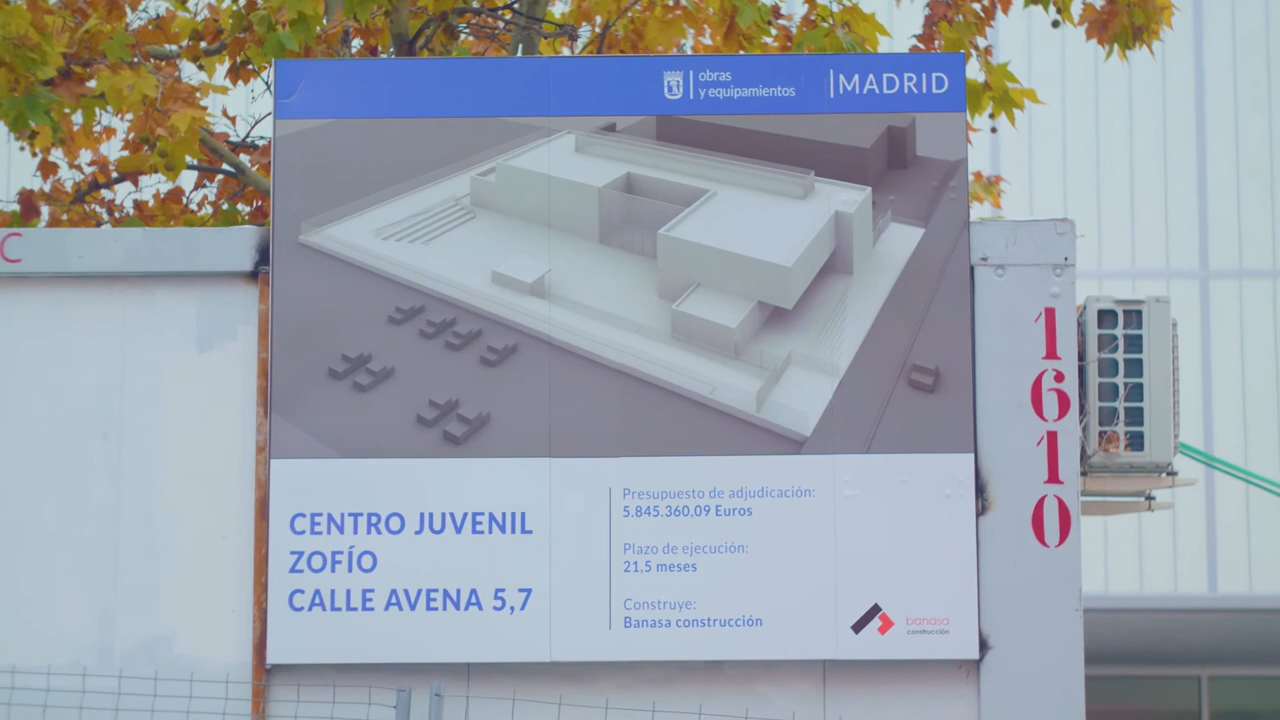 obras
y equipamientos
MADRID
C
CENTRO JUVENIL
ZOFÍO
CALLE AVENA 5,7
Presupuesto de adjudicación:
5.845.360,09 Euros
Plazo de ejecución:
21,5 meses
Construye:
Banasa construcción
banasa
construcción
1610